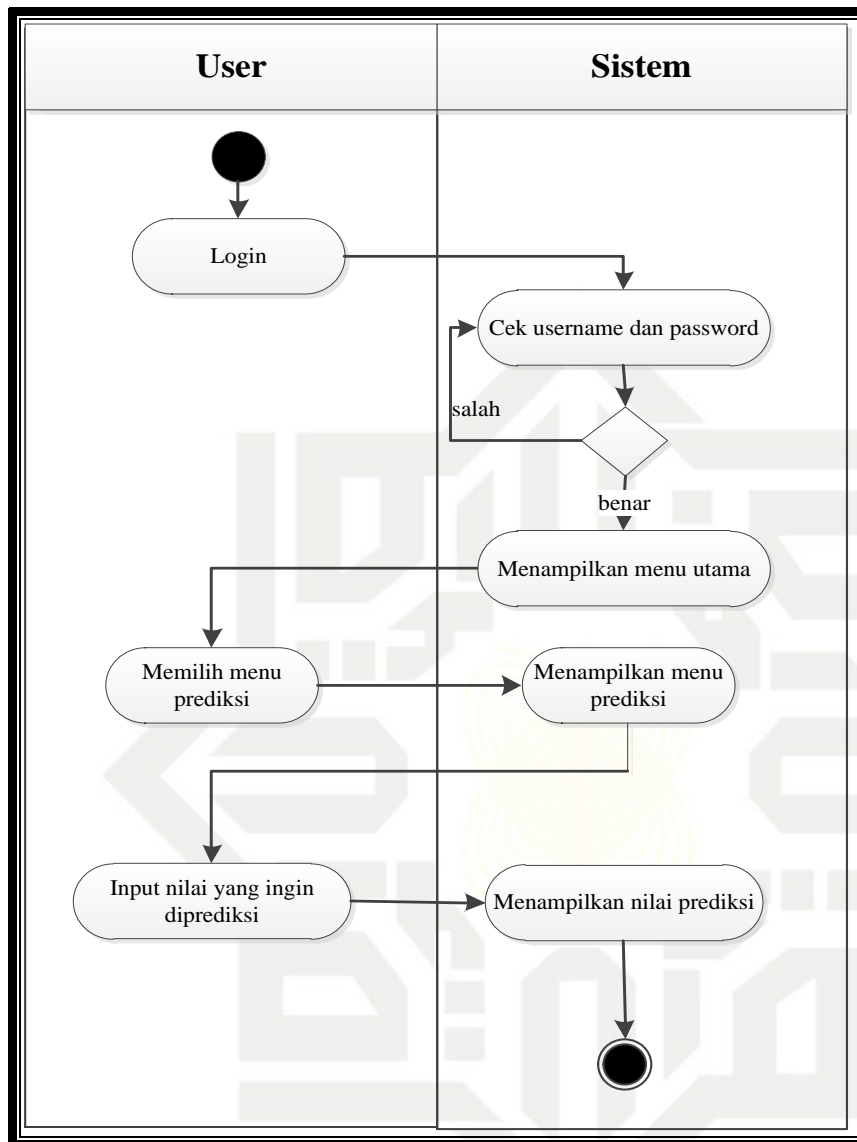 User
Sistem
Login
Cek username dan password
salah
benar
Menampilkan menu utama
Memilih menu
prediksi
Menampilkan menu
prediksi
Input nilai yang ingin
diprediksi
Menampilkan nilai prediksi